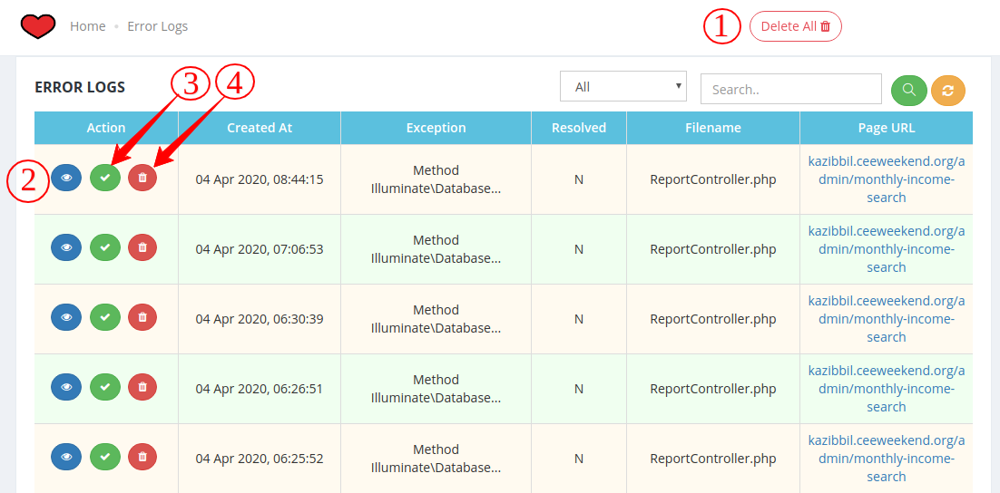 Home • Error Logs
1
Delete All
ERROR LOGS
3
4
All
Search..
Action
Created At
Exception
Resolved
Filename
Page URL
2
04 Apr 2020, 08:44:15
Method
Illuminate\Database...
N
ReportController.php
kazibbil.ceeweekend.org/a
dmin/monthly-income-
search
04 Apr 2020, 07:06:53
Method
Illuminate\Database...
N
ReportController.php
kazibbil.ceeweekend.org/a
dmin/monthly-income-
search
04 Apr 2020, 06:30:39
Method
Illuminate\Database...
N
ReportController.php
kazibbil.ceeweekend.org/a
dmin/monthly-income-
search
04 Apr 2020, 06:26:51
Method
Illuminate\Database...
N
ReportController.php
kazibbil.ceeweekend.org/a
dmin/monthly-income-
search
04 Apr 2020, 06:25:52
Method
Illuminate\Database...
N
ReportController.php
kazibbil.ceeweekend.org/a
dmin/monthly-income-
search